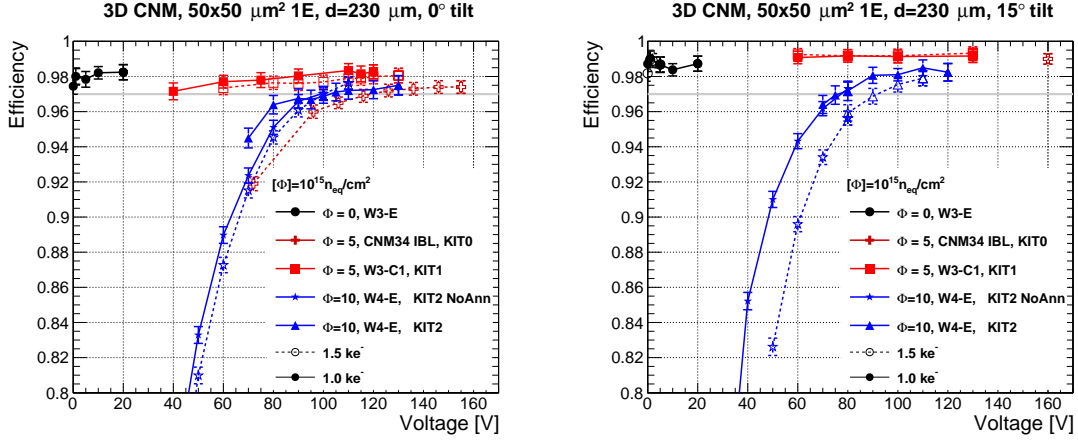 3D CNM, 50x50 μm² 1E, d=230 μm, 0° tilt
Efficiency
1
0.98
0.96
0.94
0.92
0.9
0.88
0.86
0.84
0.82
0.8
[Φ]=10¹⁵n_eq/cm²
Φ = 0, W3-E
Φ = 5, CNM34 IBL, KIT0
Φ = 5, W3-C1, KIT1
Φ=10, W4-E, KIT2 NoAnn
Φ=10, W4-E, KIT2
1.5 ke⁻
1.0 ke⁻
0 20 40 60 80 100 120 140 160
Voltage [V]
3D CNM, 50x50 μm² 1E, d=230 μm, 15° tilt
Efficiency
1
0.98
0.96
0.94
0.92
0.9
0.88
0.86
0.84
0.82
0.8
[Φ]=10¹⁵n_eq/cm²
Φ = 0, W3-E
Φ = 5, CNM34 IBL, KIT0
Φ = 5, W3-C1, KIT1
Φ=10, W4-E, KIT2 NoAnn
Φ=10, W4-E, KIT2
1.5 ke⁻
1.0 ke⁻
0 20 40 60 80 100 120 140 160
Voltage [V]